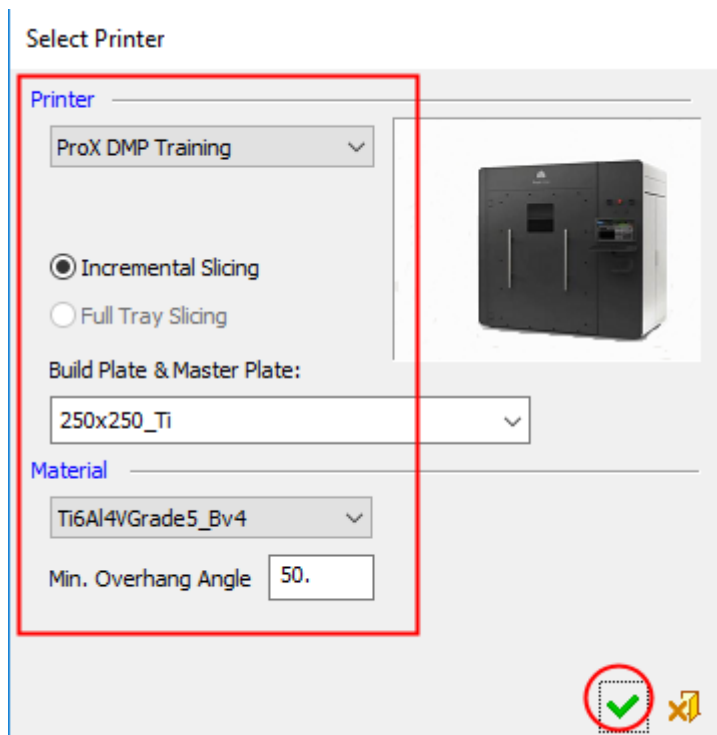 Select Printer
Printer
ProX DMP Training
Incremental Slicing
Full Tray Slicing
Build Plate & Master Plate:
250x250_Ti
Material
Ti6Al4VGrade5_Bv4
Min. Overhang Angle 50.